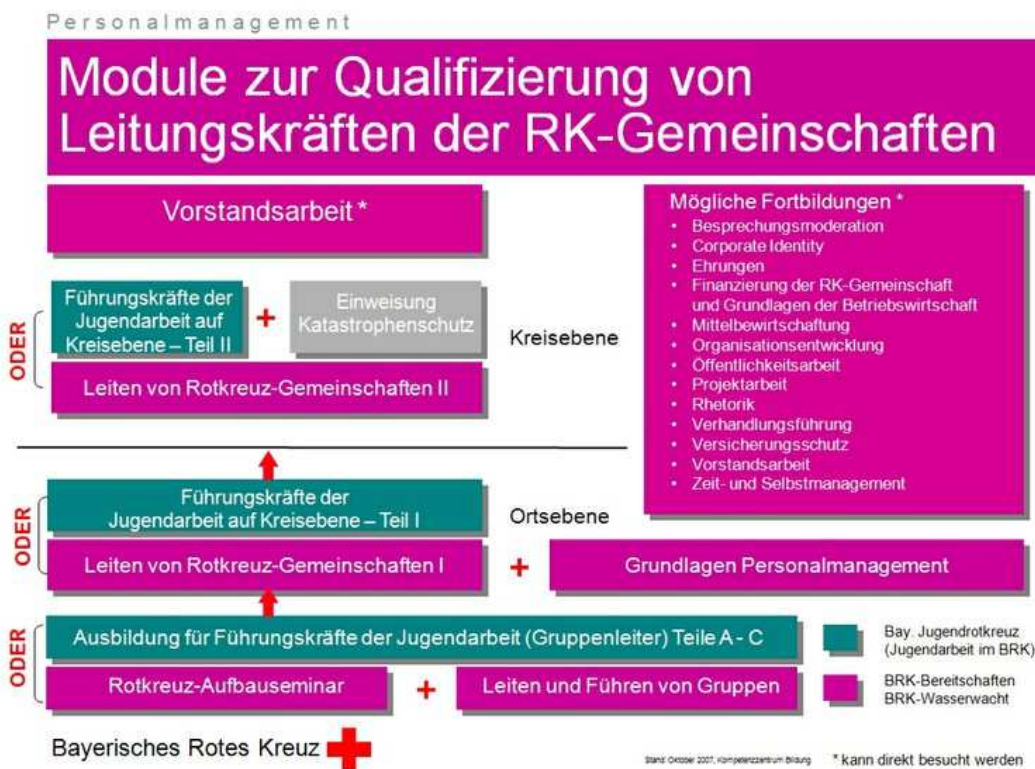 Personalmanagement
Module zur Qualifizierung von
Leitungskräften der RK-Gemeinschaften
Vorstandsarbeit *
ODER
Führungskräfte der
Jugendarbeit auf
Kreisebene – Teil II
+
Einweisung
Katastrophenschutz
Leiten von Rotkreuz-Gemeinschaften II
Kreisebene
Mögliche Fortbildungen *
• Besprechungsmoderation
• Corporate Identity
• Ehrungen
• Finanzierung der RK-Gemeinschaft
und Grundlagen der Betriebswirtschaft
• Mittelbewirtschaftung
• Organisationsentwicklung
• Öffentlichkeitsarbeit
• Projektarbeit
• Rhetorik
• Verhandlungsführung
• Versicherungsschutz
• Vorstandsarbeit
• Zeit- und Selbstmanagement
ODER
Führungskräfte der
Jugendarbeit auf Kreisebene – Teil I
Ortsebene
Leiten von Rotkreuz-Gemeinschaften I
+
Grundlagen Personalmanagement
ODER
Ausbildung für Führungskräfte der Jugendarbeit (Gruppenleiter) Teile A - C
Rotkreuz-Aufbauseminar
+
Leiten und Führen von Gruppen
Bay. Jugendrotkreuz
(Jugendarbeit im BRK)
BRK-Bereitschaften
BRK-Wasserwacht
Bayerisches Rotes Kreuz
Stand: Oktober 2007, Kompetenzzentrum Bildung
* kann direkt besucht werden